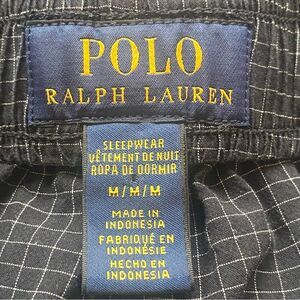 POLO
RALPH LAUREN
SLEEPWEAR
VÊTEMENT DE NUIT
ROPA DE DORMIR
M/M/M
MADE IN
INDONESIA
FABRIQUÉ EN
INDONÉSIE
HECHO EN
INDONESIA